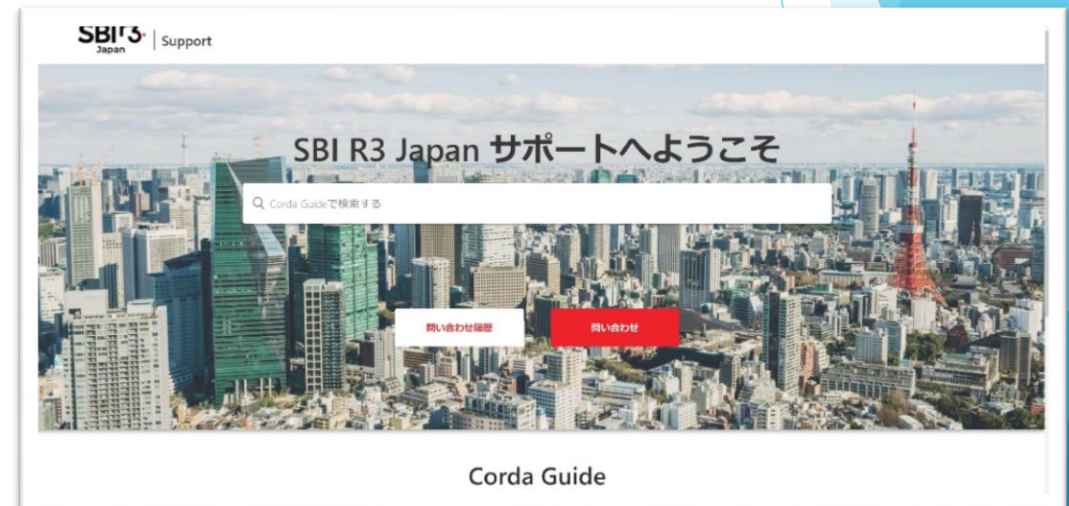 SBI R3
Japan
Support
SBI R3 Japan サポートへようこそ
Corda Guideで検索する
問い合わせ履歴
問い合わせ
Corda Guide